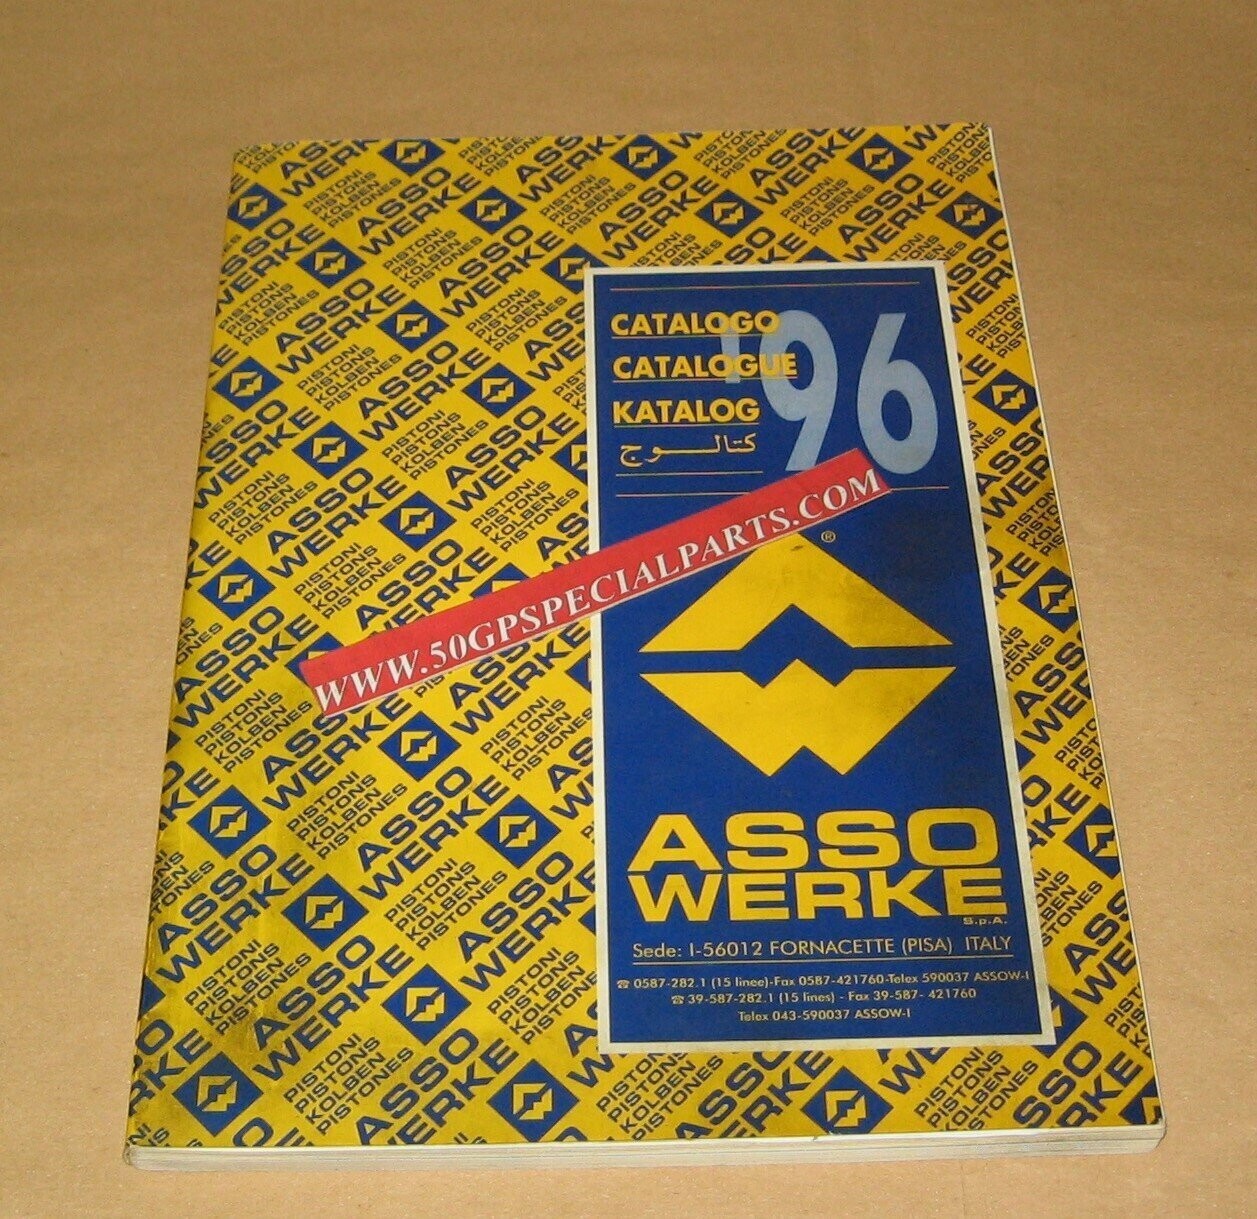 CATALOGO
'96
CATALOGUE
KATALOG
كتالوج
WWW.50GPSPECIALPARTS.COM
®
ASSO
WERKE
S.p.A.
Sede: I-56012 FORNACETTE (PISA) ITALY
☎ 0587-282.1 (15 linee)-Fax 0587-421760-Telex 590037 ASSOW-I
☎ 39-587-282.1 (15 lines) - Fax 39-587- 421760
Telex 043-590037 ASSOW-I
ASSO
WERKE
PISTONI
PISTONS
KOLBEN
PISTONES